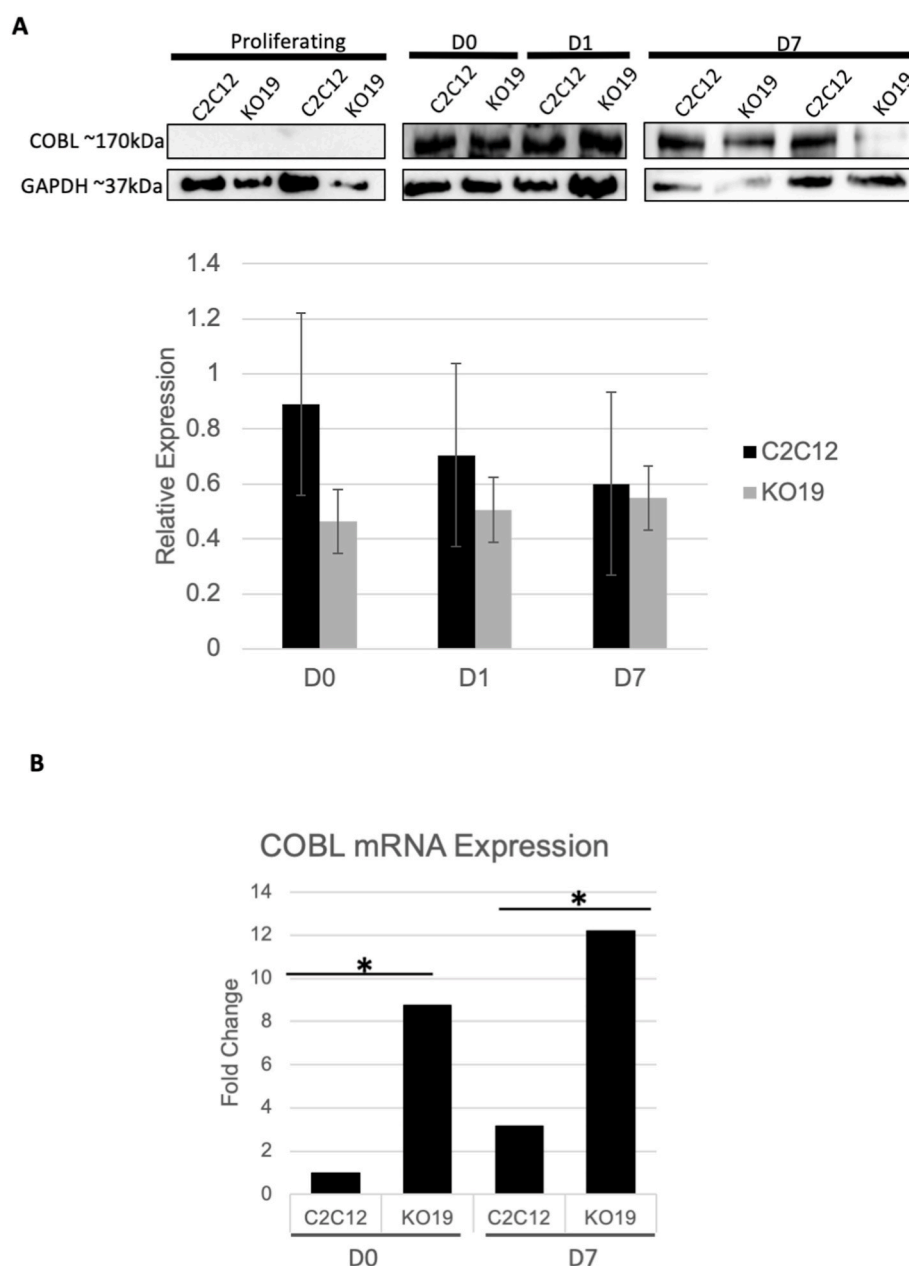 A
Proliferating D0 D1 D7
C2C12 KO19 C2C12 KO19 C2C12 KO19 C2C12 KO19 C2C12 KO19 C2C12 KO19
COBL ~170kDa
GAPDH ~37kDa
1.4
1.2
1
0.8
0.6
0.4
0.2
0
Relative Expression
D0 D1 D7
C2C12
KO19
B
COBL mRNA Expression
14
12
10
8
6
4
2
0
Fold Change
*
*
C2C12 KO19 C2C12 KO19
D0 D7